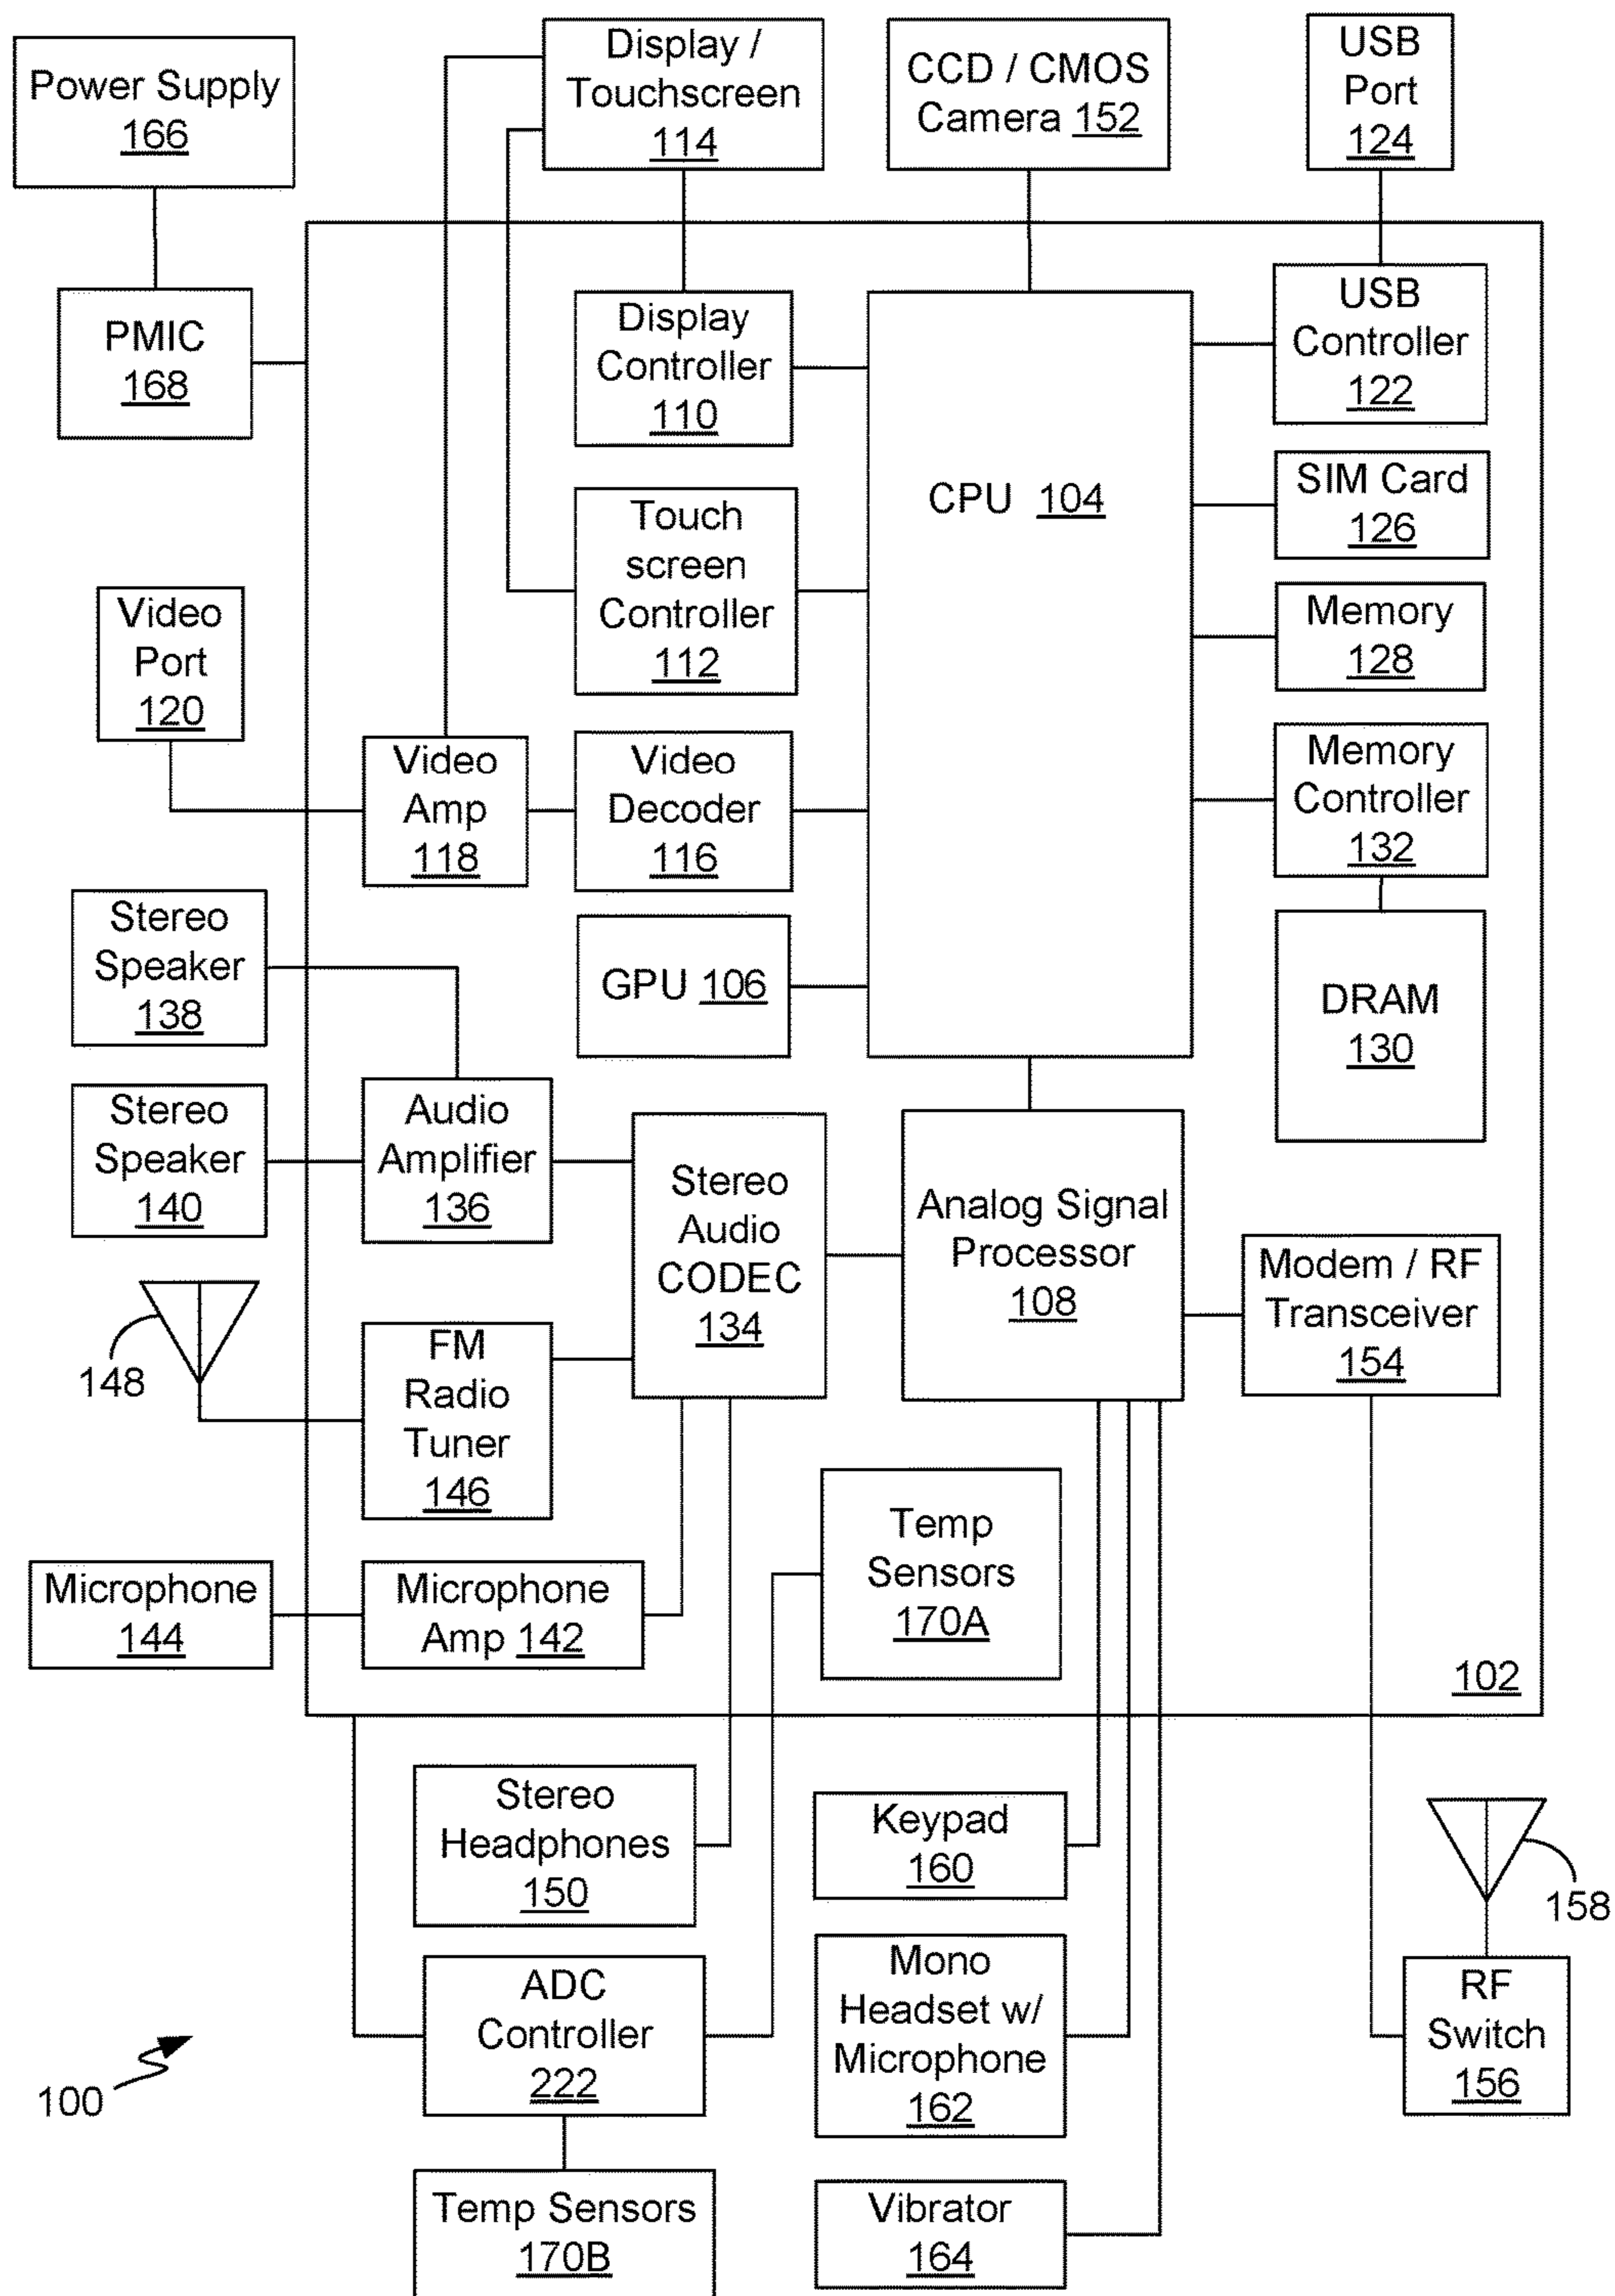 Power Supply
166
Display /
Touchscreen
114
CCD / CMOS
Camera 152
USB
Port
124
PMIC
168
Display
Controller
110
CPU 104
USB
Controller
122
SIM Card
126
Touch
screen
Controller
112
Memory
128
Video
Port
120
Video
Amp
118
Video
Decoder
116
Memory
Controller
132
Stereo
Speaker
138
GPU 106
DRAM
130
Stereo
Speaker
140
Audio
Amplifier
136
Stereo
Audio
CODEC
134
Analog Signal
Processor
108
Modem / RF
Transceiver
154
148
FM
Radio
Tuner
146
Temp
Sensors
170A
Microphone
144
Microphone
Amp 142
102
Stereo
Headphones
150
Keypad
160
158
ADC
Controller
222
Mono
Headset w/
Microphone
162
RF
Switch
156
100
Temp Sensors
170B
Vibrator
164